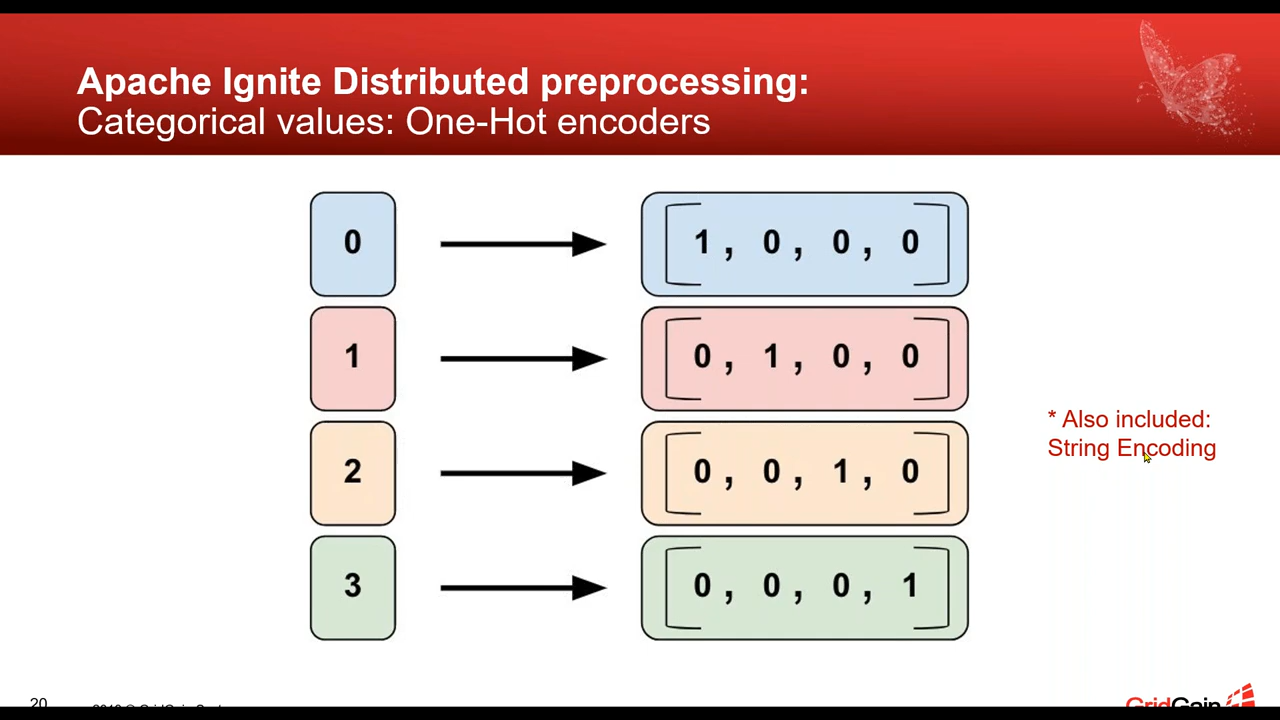 Apache Ignite Distributed preprocessing:
Categorical values: One-Hot encoders
0
1 , 0 , 0 , 0
1
0 , 1 , 0 , 0
2
0 , 0 , 1 , 0
3
0 , 0 , 0 , 1
* Also included:
String Encoding
20
GridGain